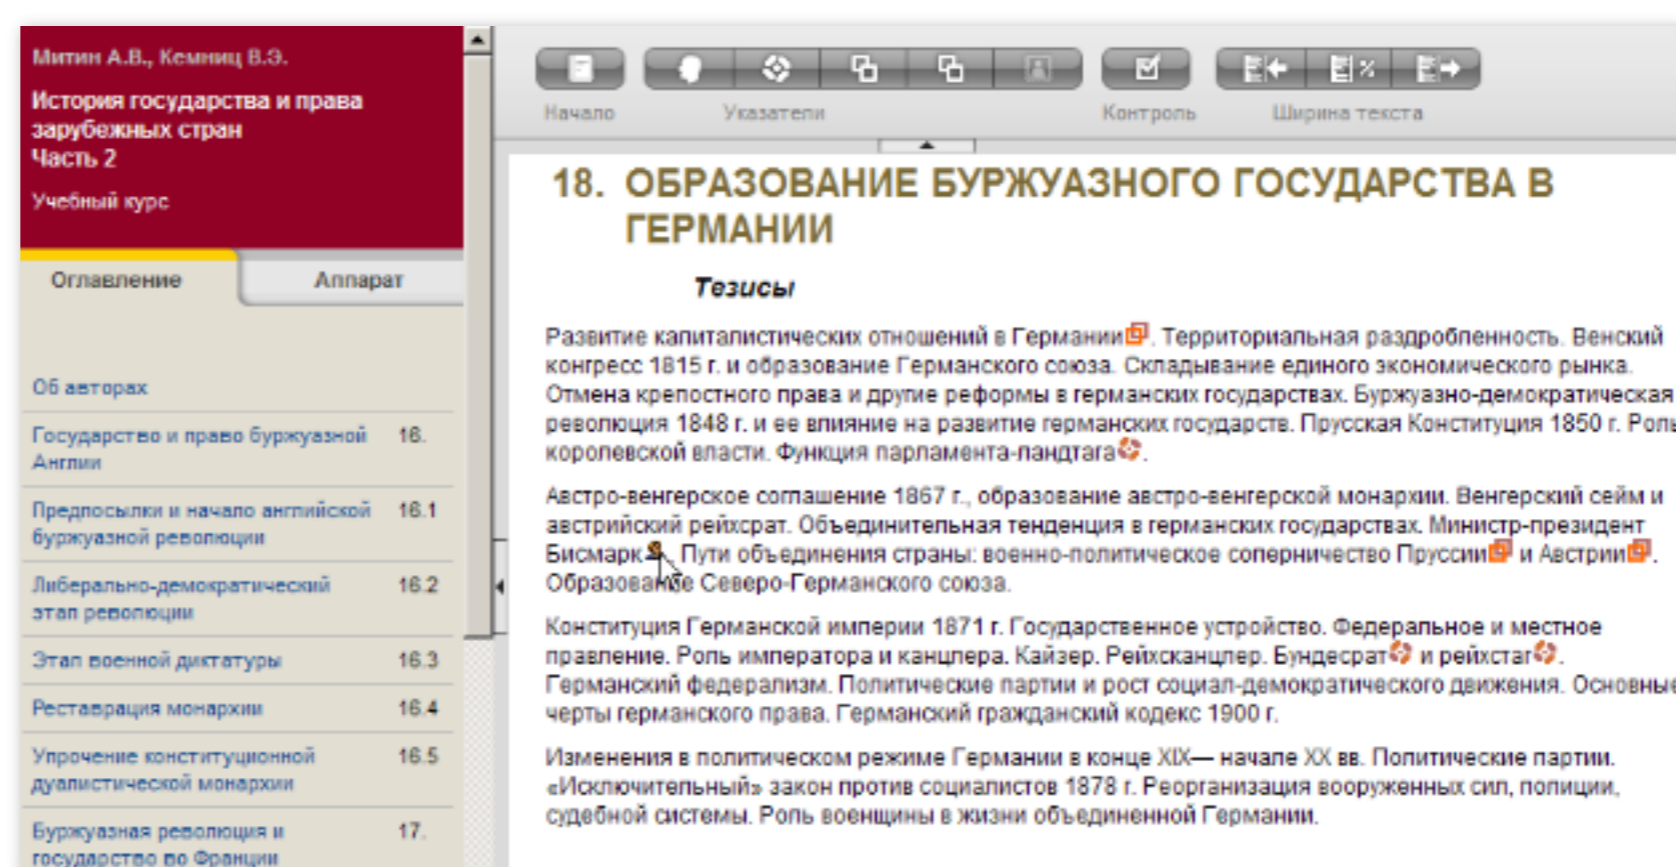 Митин А.В., Кемниц В.Э.
История государства и права
зарубежных стран
Часть 2
Учебный курс
Оглавление
Аппарат
Об авторах
Государство и право буржуазной 16.
Англии
Предпосылки и начало английской 16.1
буржуазной революции
Либерально-демократический 16.2
этап революции
Этап военной диктатуры 16.3
Реставрация монархии 16.4
Упрочение конституционной 16.5
дуалистической монархии
Буржуазная революция и 17.
государство во Франции
Начало
Указатели
Контроль
Ширина текста
18. ОБРАЗОВАНИЕ БУРЖУАЗНОГО ГОСУДАРСТВА В
ГЕРМАНИИ
Тезисы
Развитие капиталистических отношений в Германии. Территориальная раздробленность. Венский
конгресс 1815 г. и образование Германского союза. Складывание единого экономического рынка.
Отмена крепостного права и другие реформы в германских государствах. Буржуазно-демократическая
революция 1848 г. и ее влияние на развитие германских государств. Прусская Конституция 1850 г. Роль
королевской власти. Функция парламента-ландтага.
Австро-венгерское соглашение 1867 г., образование австро-венгерской монархии. Венгерский сейм и
австрийский рейхсрат. Объединительная тенденция в германских государствах. Министр-президент
Бисмарк. Пути объединения страны: военно-политическое соперничество Пруссии и Австрии.
Образование Северо-Германского союза.
Конституция Германской империи 1871 г. Государственное устройство. Федеральное и местное
правление. Роль императора и канцлера. Кайзер. Рейхсканцлер. Бундесрат и рейхстаг.
Германский федерализм. Политические партии и рост социал-демократического движения. Основные
черты германского права. Германский гражданский кодекс 1900 г.
Изменения в политическом режиме Германии в конце XIX— начале XX вв. Политические партии.
«Исключительный» закон против социалистов 1878 г. Реорганизация вооруженных сил, полиции,
судебной системы. Роль военщины в жизни объединенной Германии.